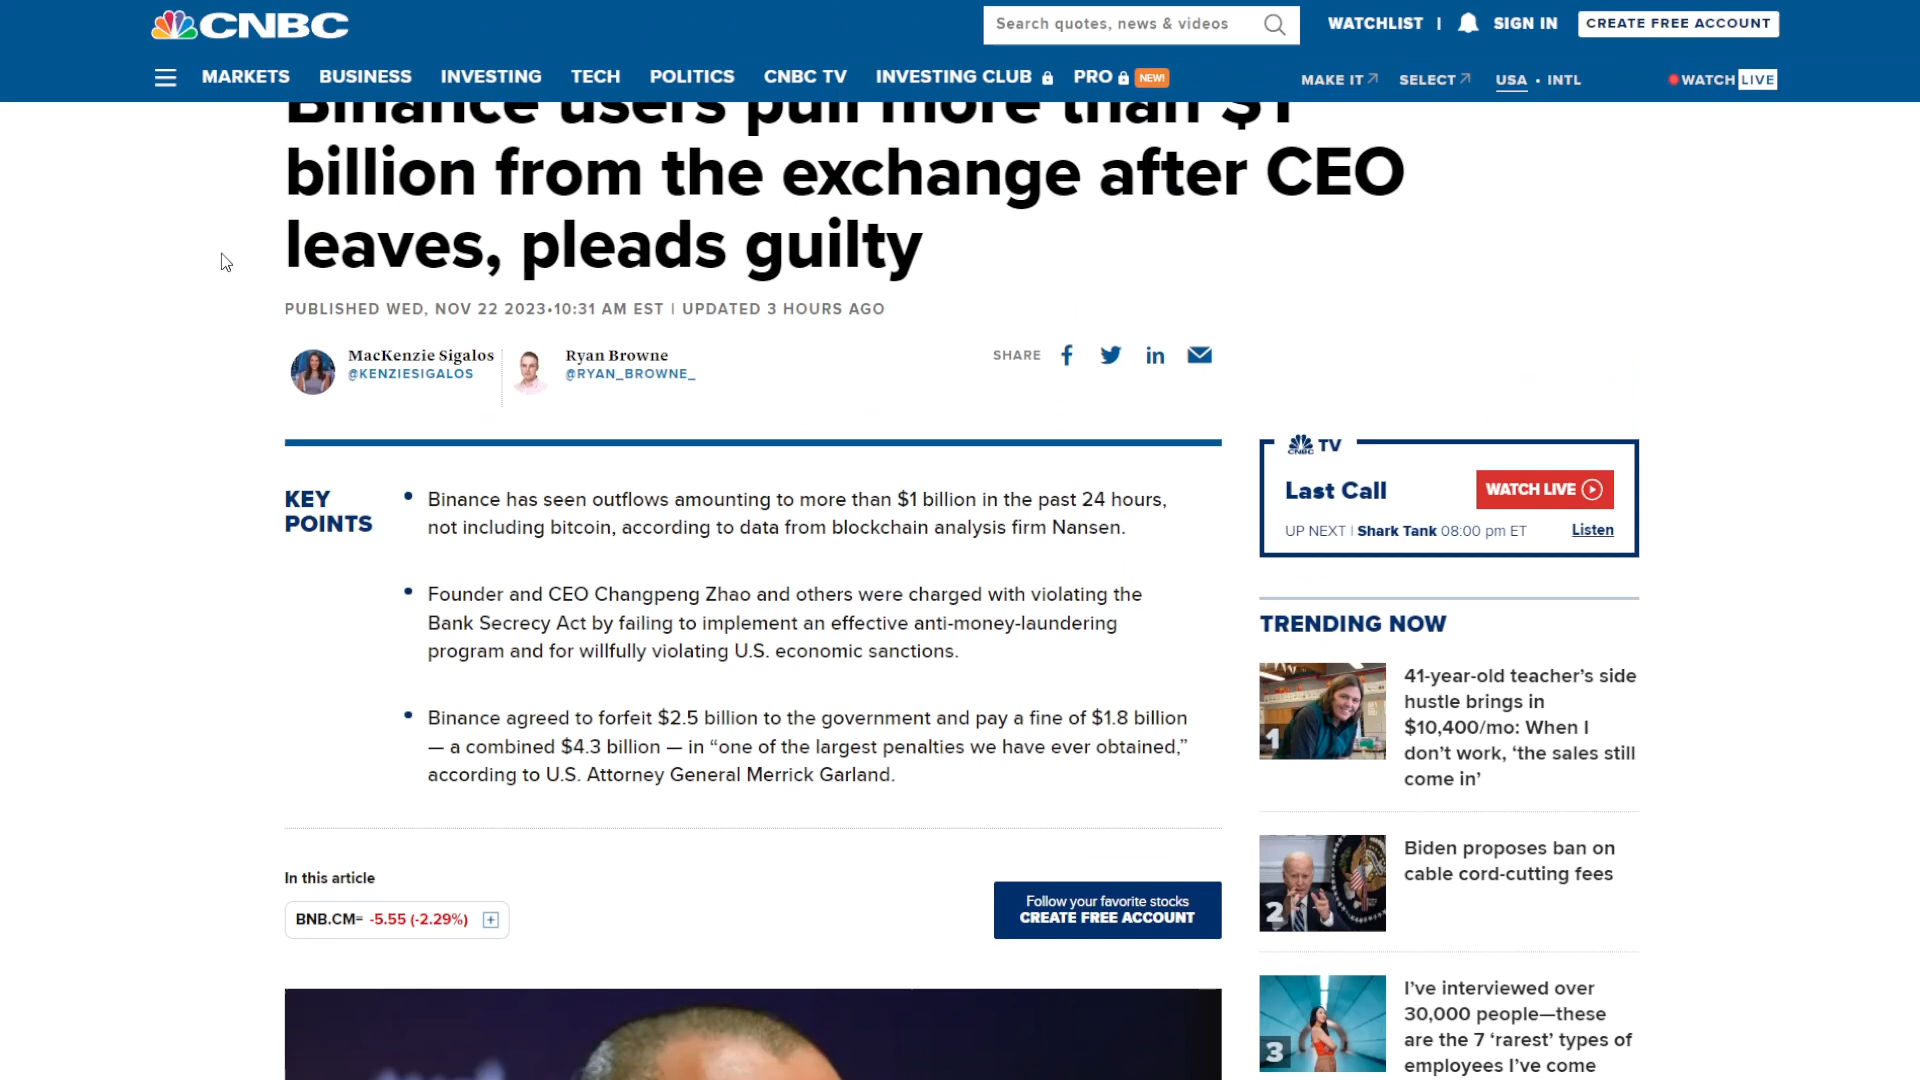 CNBC
Search quotes, news & videos
WATCHLIST |
SIGN IN
CREATE FREE ACCOUNT
MARKETS BUSINESS INVESTING TECH POLITICS CNBC TV INVESTING CLUB PRO NEW!
MAKE IT SELECT USA • INTL
WATCH LIVE
Binance users pull more than $1
billion from the exchange after CEO
leaves, pleads guilty
PUBLISHED WED, NOV 22 2023•10:31 AM EST | UPDATED 3 HOURS AGO
MacKenzie Sigalos
@KENZIESIGALOS
Ryan Browne
@RYAN_BROWNE_
SHARE
KEY
POINTS
• Binance has seen outflows amounting to more than $1 billion in the past 24 hours,
not including bitcoin, according to data from blockchain analysis firm Nansen.
• Founder and CEO Changpeng Zhao and others were charged with violating the
Bank Secrecy Act by failing to implement an effective anti-money-laundering
program and for willfully violating U.S. economic sanctions.
• Binance agreed to forfeit $2.5 billion to the government and pay a fine of $1.8 billion
— a combined $4.3 billion — in “one of the largest penalties we have ever obtained,”
according to U.S. Attorney General Merrick Garland.
In this article
BNB.CM= -5.55 (-2.29%)
Follow your favorite stocks
CREATE FREE ACCOUNT
CNBC TV
Last Call
WATCH LIVE
UP NEXT | Shark Tank 08:00 pm ET
Listen
TRENDING NOW
1
41-year-old teacher’s side
hustle brings in
$10,400/mo: When I
don’t work, ‘the sales still
come in’
2
Biden proposes ban on
cable cord-cutting fees
3
I’ve interviewed over
30,000 people—these
are the 7 ‘rarest’ types of
employees I’ve come